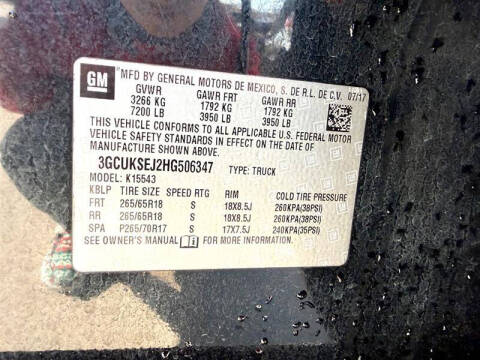 GM MFD BY GENERAL MOTORS DE MEXICO, S. DE R.L. DE C.V. 07/17
GVWR GAWR FRT GAWR RR
3266 KG 1792 KG 1792 KG
7200 LB 3950 LB 3950 LB
THIS VEHICLE CONFORMS TO ALL APPLICABLE U.S. FEDERAL MOTOR
VEHICLE SAFETY STANDARDS IN EFFECT ON THE DATE OF
MANUFACTURE SHOWN ABOVE.
3GCUKSEJ2HG506347 TYPE: TRUCK
MODEL: K15543
KBLP TIRE SIZE SPEED RTG RIM COLD TIRE PRESSURE
FRT 265/65R18 S 18X8.5J 260KPA(38PSI)
RR 265/65R18 S 18X8.5J 260KPA(38PSI)
SPA P265/70R17 S 17X7.5J 240KPA(35PSI)
SEE OWNER'S MANUAL FOR MORE INFORMATION.